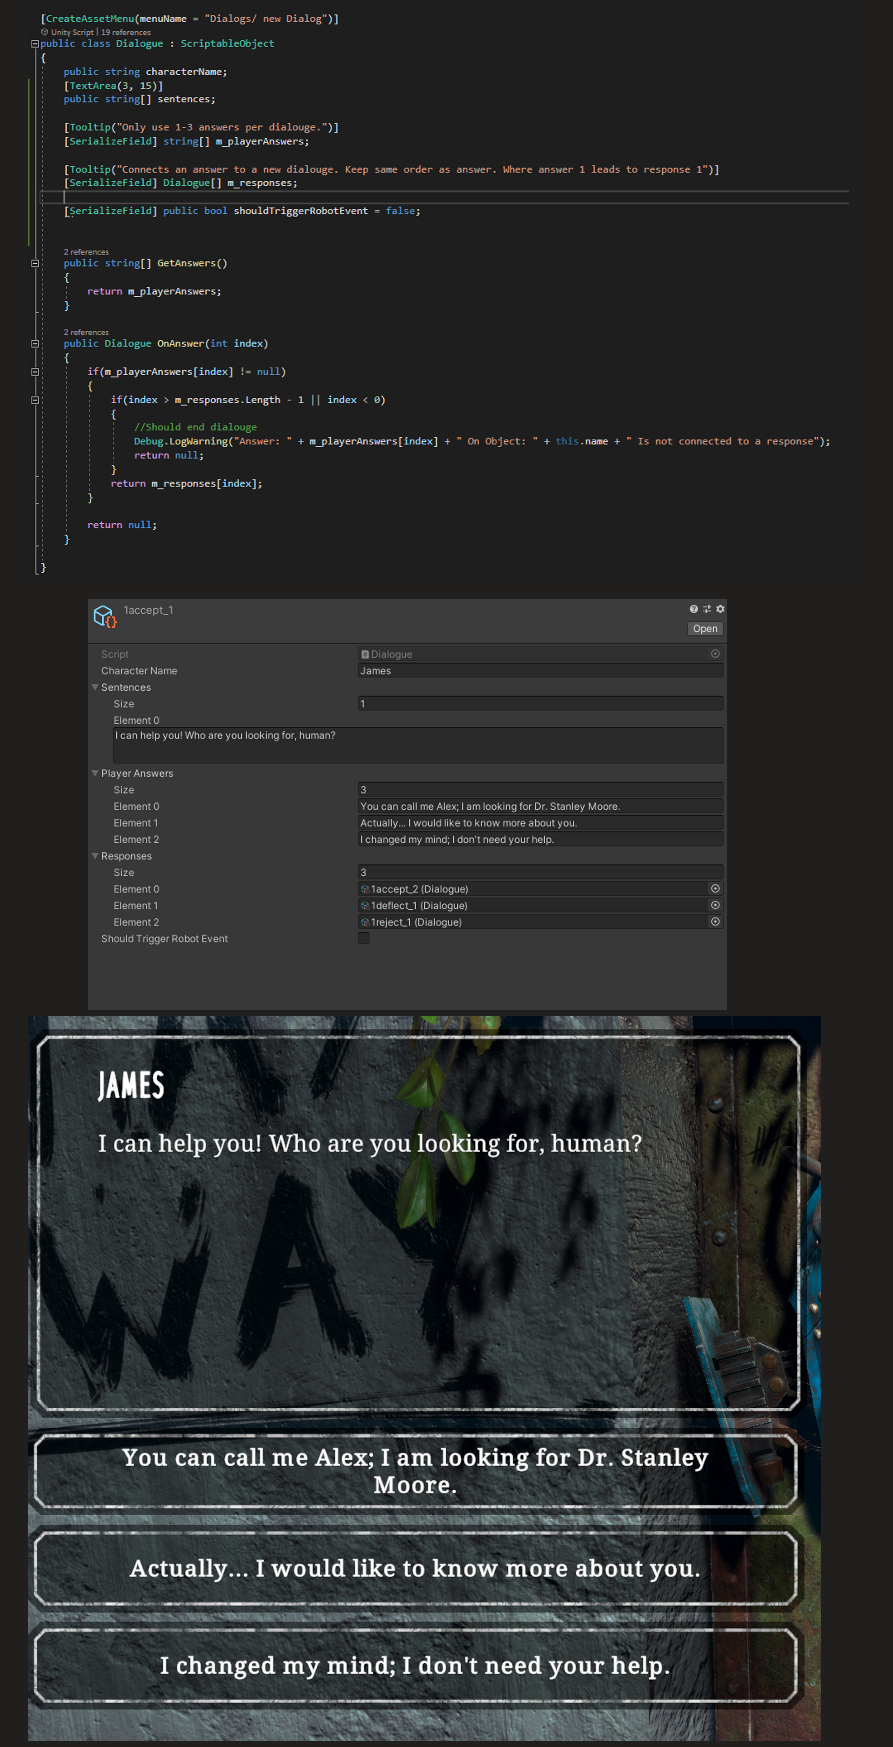 [CreateAssetMenu(menuName = "Dialogs/ new Dialog")]
Unity Script | 19 references
public class Dialogue : ScriptableObject
{
public string characterName;
[TextArea(3, 15)]
public string[] sentences;
[Tooltip("Only use 1-3 answers per dialouge.")]
[SerializeField] string[] m_playerAnswers;
[Tooltip("Connects an answer to a new dialouge. Keep same order as answer. Where answer 1 leads to response 1")]
[SerializeField] Dialogue[] m_responses;
[SerializeField] public bool shouldTriggerRobotEvent = false;
2 references
public string[] GetAnswers()
{
return m_playerAnswers;
}
2 references
public Dialogue OnAnswer(int index)
{
if(m_playerAnswers[index] != null)
{
if(index > m_responses.Length - 1 || index < 0)
{
//Should end dialouge
Debug.LogWarning("Answer: " + m_playerAnswers[index] + " On Object: " + this.name + " Is not connected to a response");
return null;
}
return m_responses[index];
}
return null;
}
}
1accept_1
Open
Script Dialogue
Character Name James
Sentences
Size 1
Element 0
I can help you! Who are you looking for, human?
Player Answers
Size 3
Element 0 You can call me Alex; I am looking for Dr. Stanley Moore.
Element 1 Actually... I would like to know more about you.
Element 2 I changed my mind; I don't need your help.
Responses
Size 3
Element 0 1accept_2 (Dialogue)
Element 1 1deflect_1 (Dialogue)
Element 2 1reject_1 (Dialogue)
Should Trigger Robot Event
JAMES
I can help you! Who are you looking for, human?
WAY
You can call me Alex; I am looking for Dr. Stanley
Moore.
Actually... I would like to know more about you.
I changed my mind; I don't need your help.